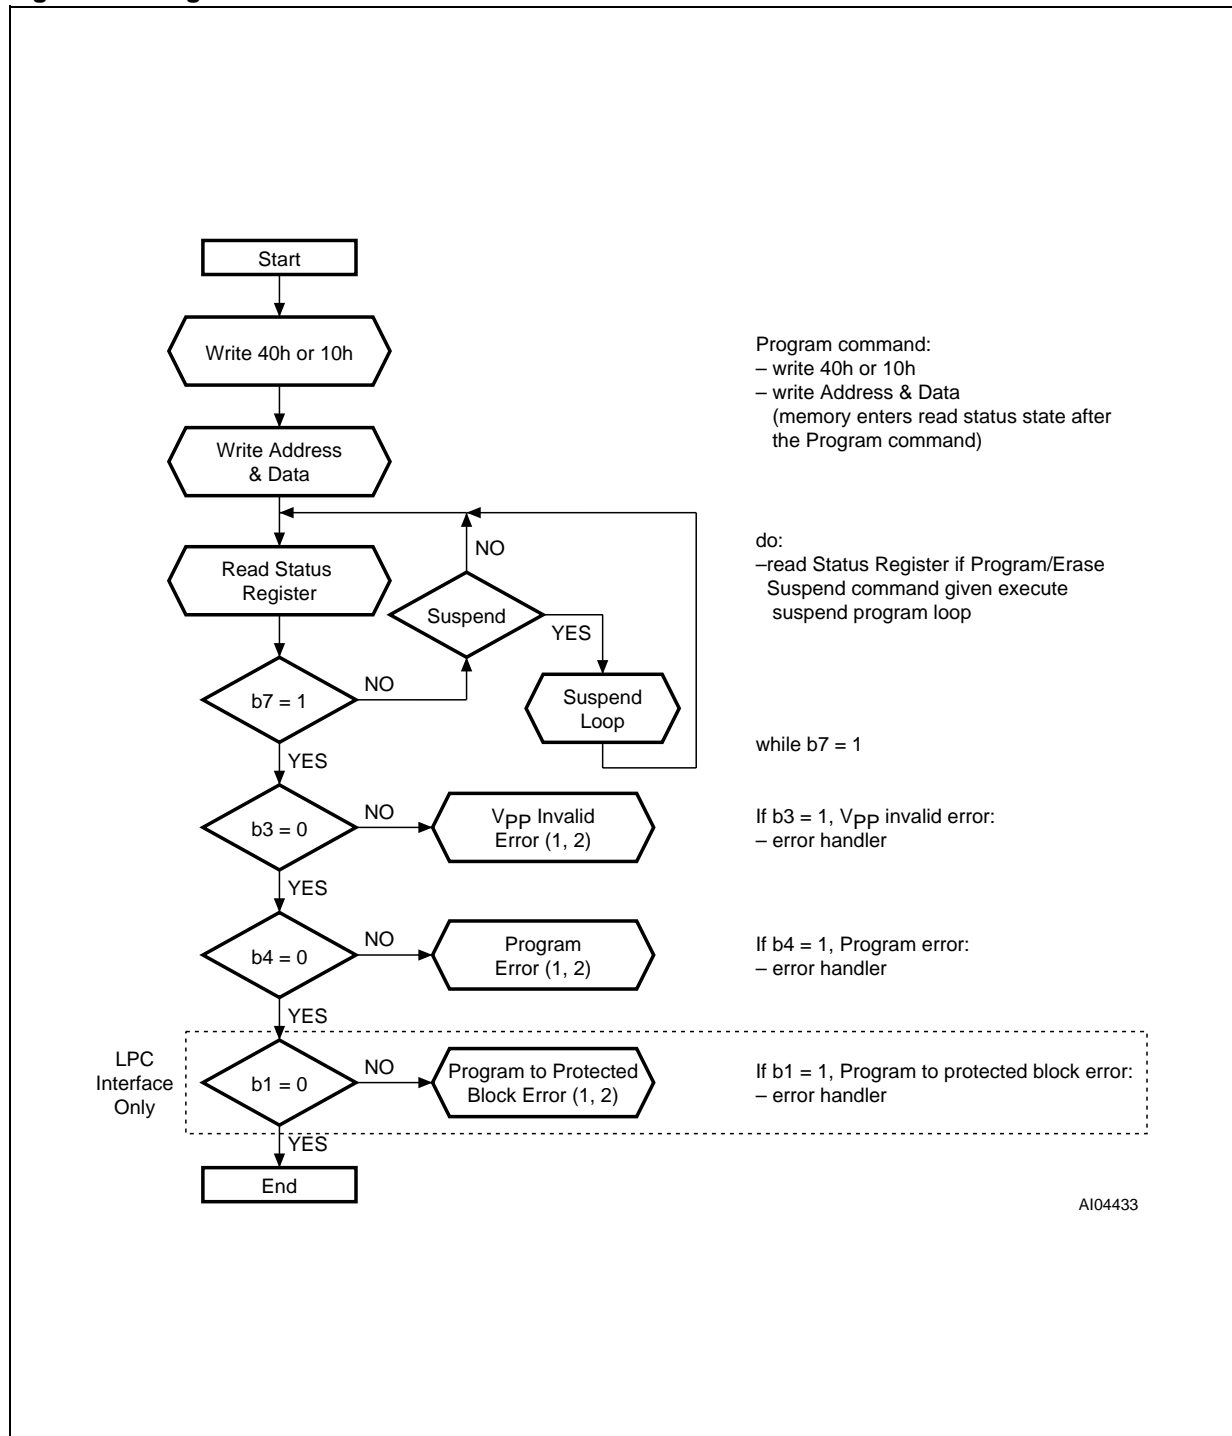 Start
Write 40h or 10h
Program command:
– write 40h or 10h
– write Address & Data
(memory enters read status state after
the Program command)
Write Address
& Data
NO
do:
–read Status Register if Program/Erase
Suspend command given execute
suspend program loop
Read Status
Register
Suspend
YES
NO
b7 = 1
Suspend
Loop
YES
while b7 = 1
b3 = 0
NO
VPP Invalid
Error (1, 2)
If b3 = 1, VPP invalid error:
– error handler
YES
b4 = 0
NO
Program
Error (1, 2)
If b4 = 1, Program error:
– error handler
YES
LPC
Interface
Only
b1 = 0
NO
Program to Protected
Block Error (1, 2)
If b1 = 1, Program to protected block error:
– error handler
YES
End
AI04433